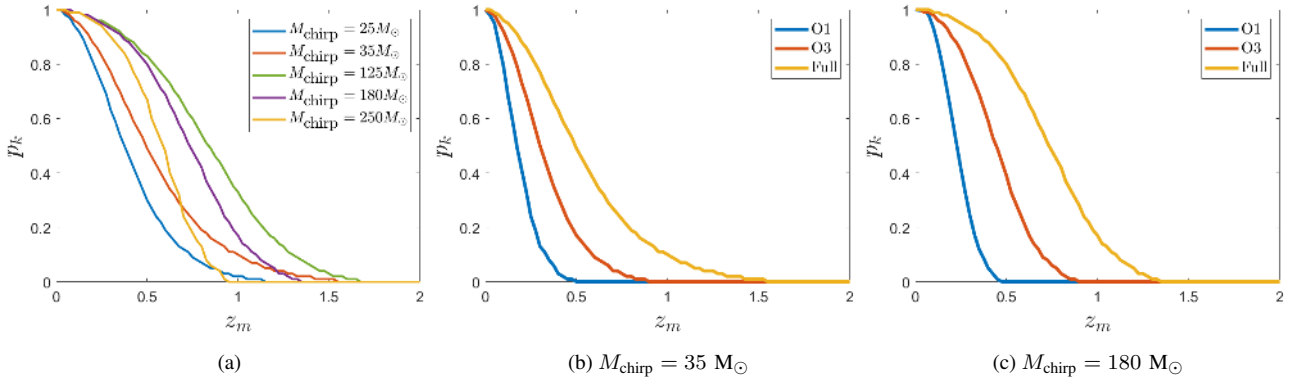 1
0.8
0.6
0.4
0.2
0
p_k
0 0.5 1 1.5 2
z_m
M_chirp = 25M_⊙
M_chirp = 35M_⊙
M_chirp = 125M_⊙
M_chirp = 180M_⊙
M_chirp = 250M_⊙
(a)
1
0.8
0.6
0.4
0.2
0
p_k
0 0.5 1 1.5 2
z_m
O1
O3
Full
(b) M_chirp = 35 M_⊙
1
0.8
0.6
0.4
0.2
0
p_k
0 0.5 1 1.5 2
z_m
O1
O3
Full
(c) M_chirp = 180 M_⊙